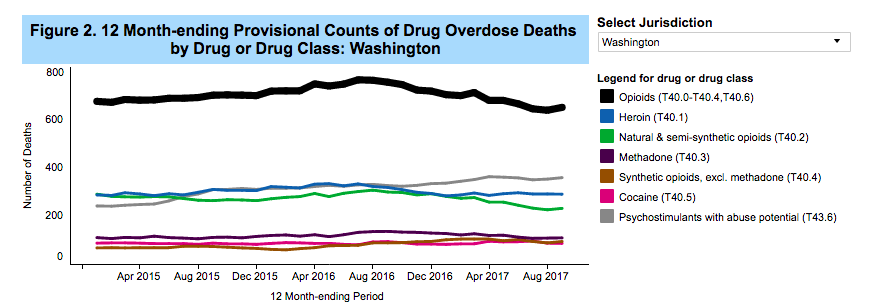 Figure 2. 12 Month-ending Provisional Counts of Drug Overdose Deaths
by Drug or Drug Class: Washington
Select Jurisdiction
Washington
Legend for drug or drug class
Opioids (T40.0-T40.4,T40.6)
Heroin (T40.1)
Natural & semi-synthetic opioids (T40.2)
Methadone (T40.3)
Synthetic opioids, excl. methadone (T40.4)
Cocaine (T40.5)
Psychostimulants with abuse potential (T43.6)
Number of Deaths
800
600
400
200
0
Apr 2015 Aug 2015 Dec 2015 Apr 2016 Aug 2016 Dec 2016 Apr 2017 Aug 2017
12 Month-ending Period